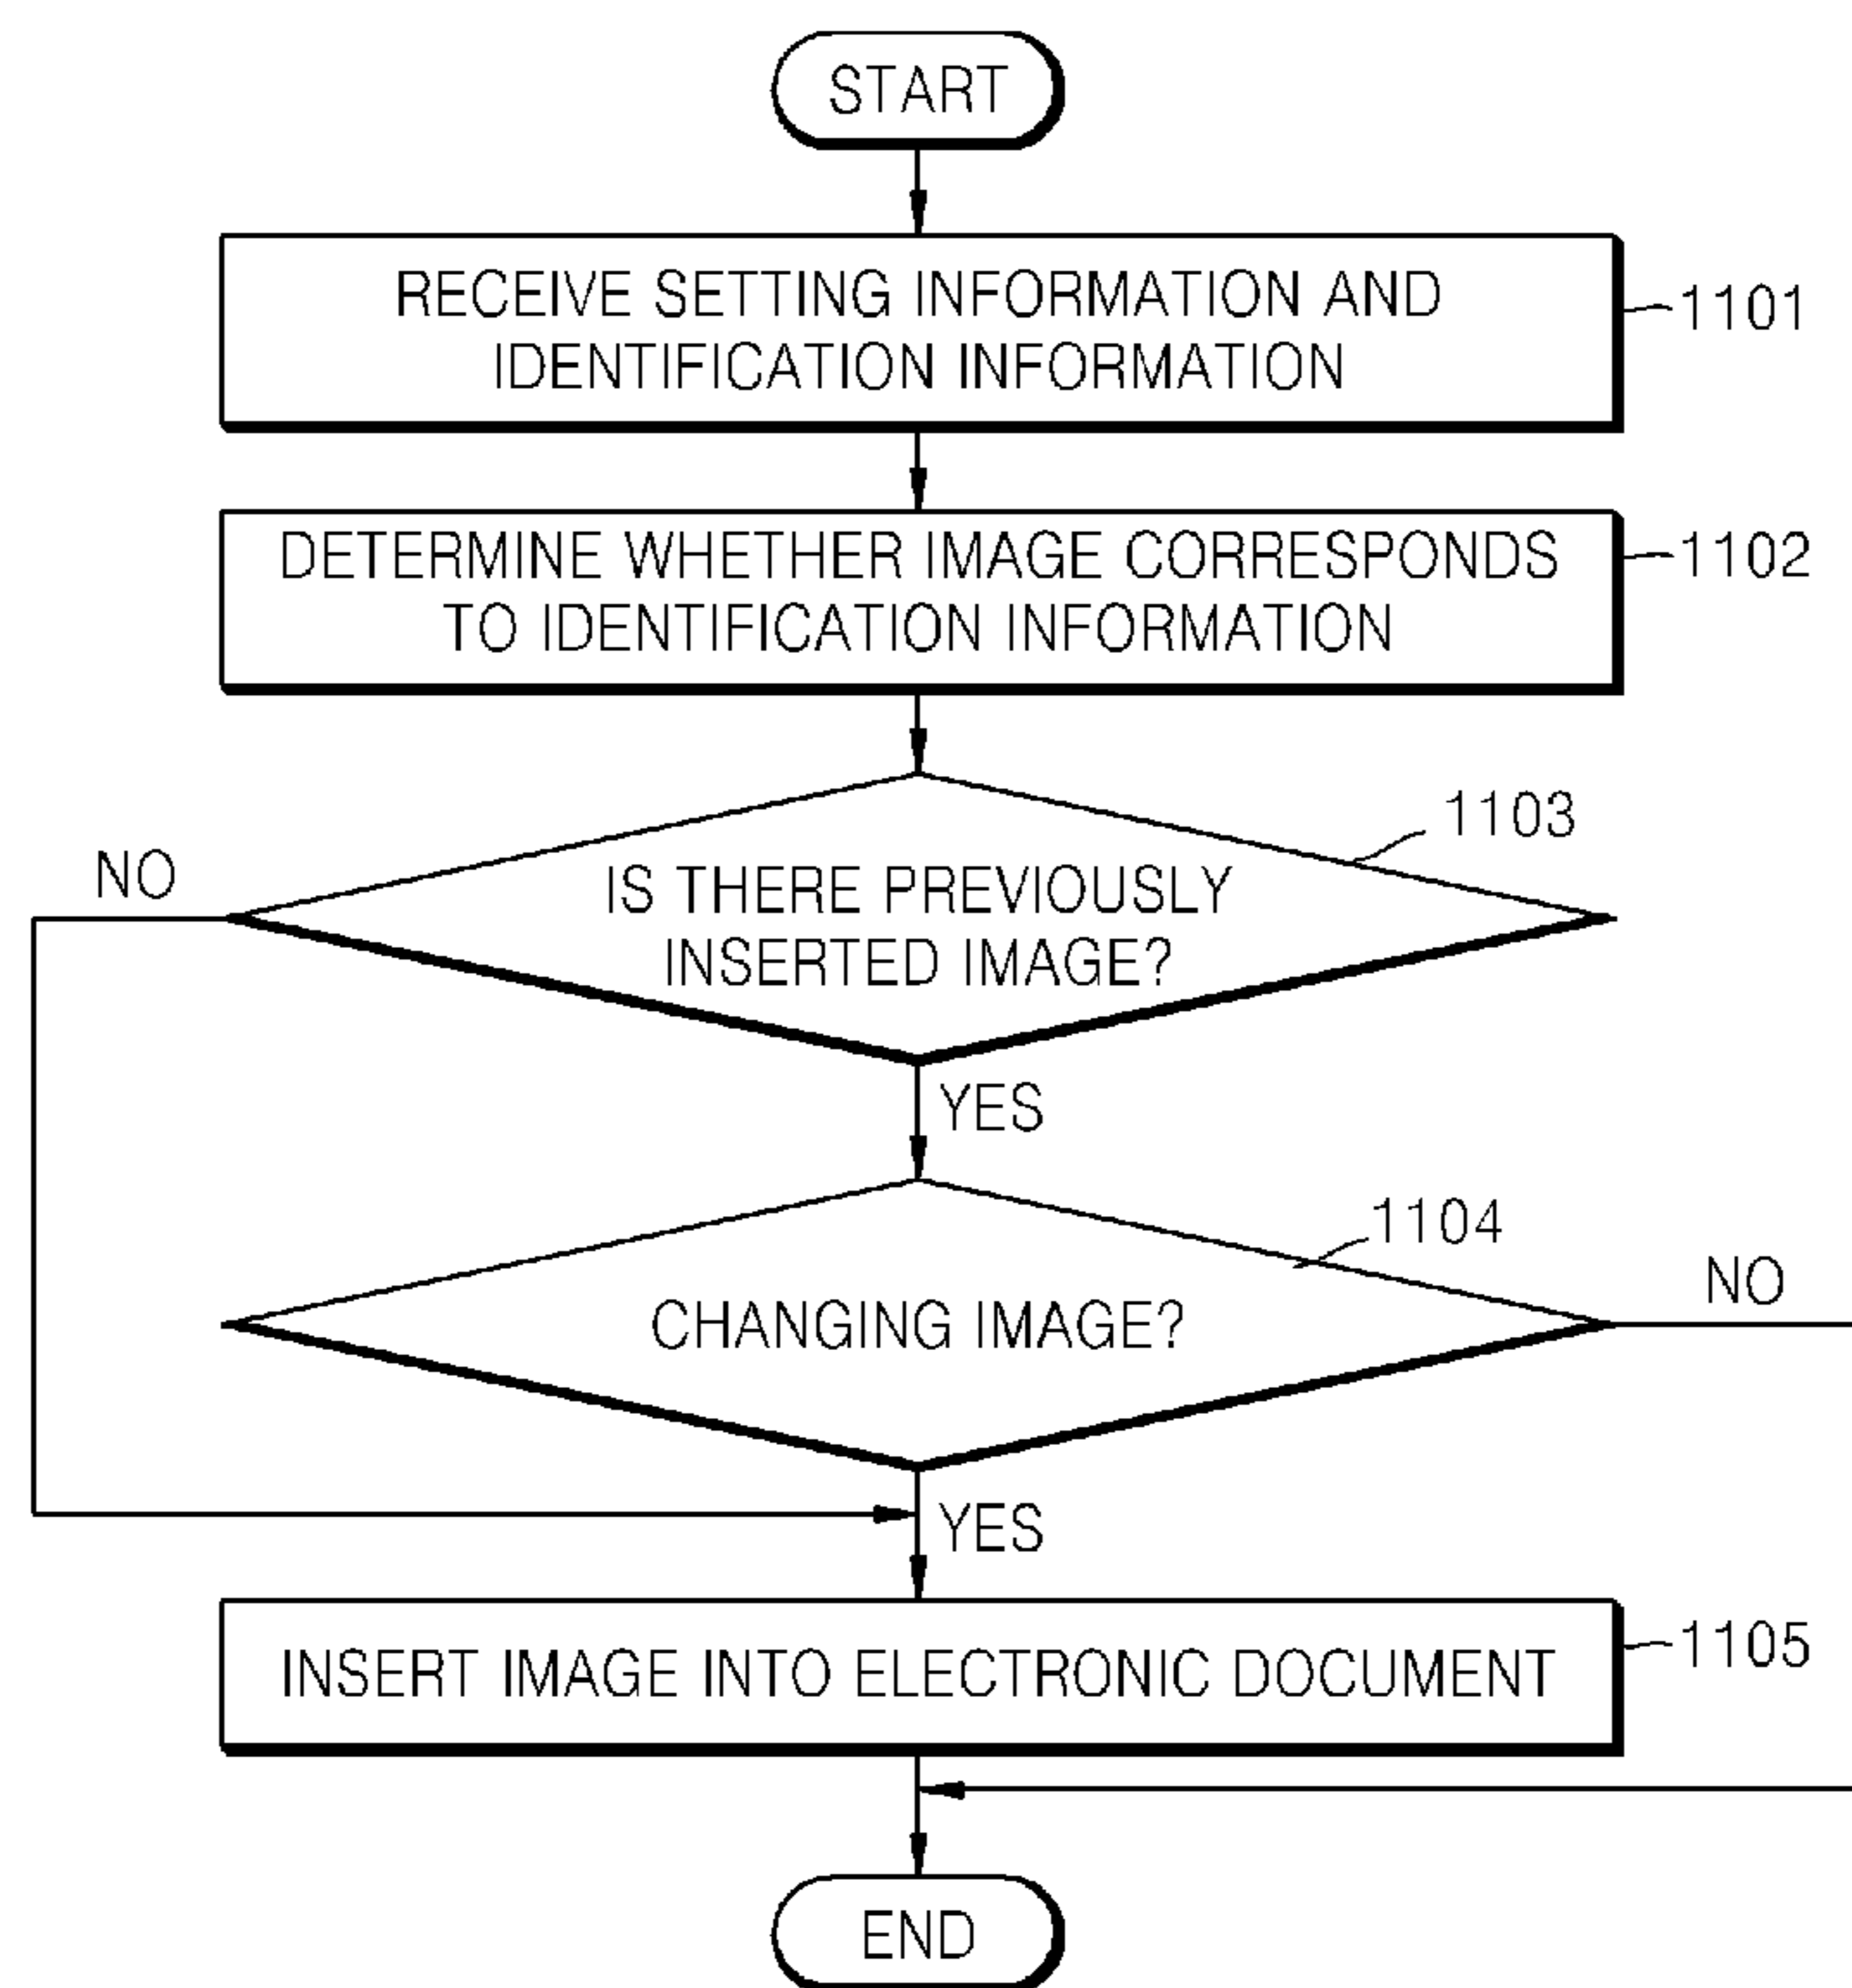 START
RECEIVE SETTING INFORMATION AND
IDENTIFICATION INFORMATION
1101
DETERMINE WHETHER IMAGE CORRESPONDS
TO IDENTIFICATION INFORMATION
1102
1103
NO
IS THERE PREVIOUSLY
INSERTED IMAGE?
YES
1104
NO
CHANGING IMAGE?
YES
INSERT IMAGE INTO ELECTRONIC DOCUMENT
1105
END